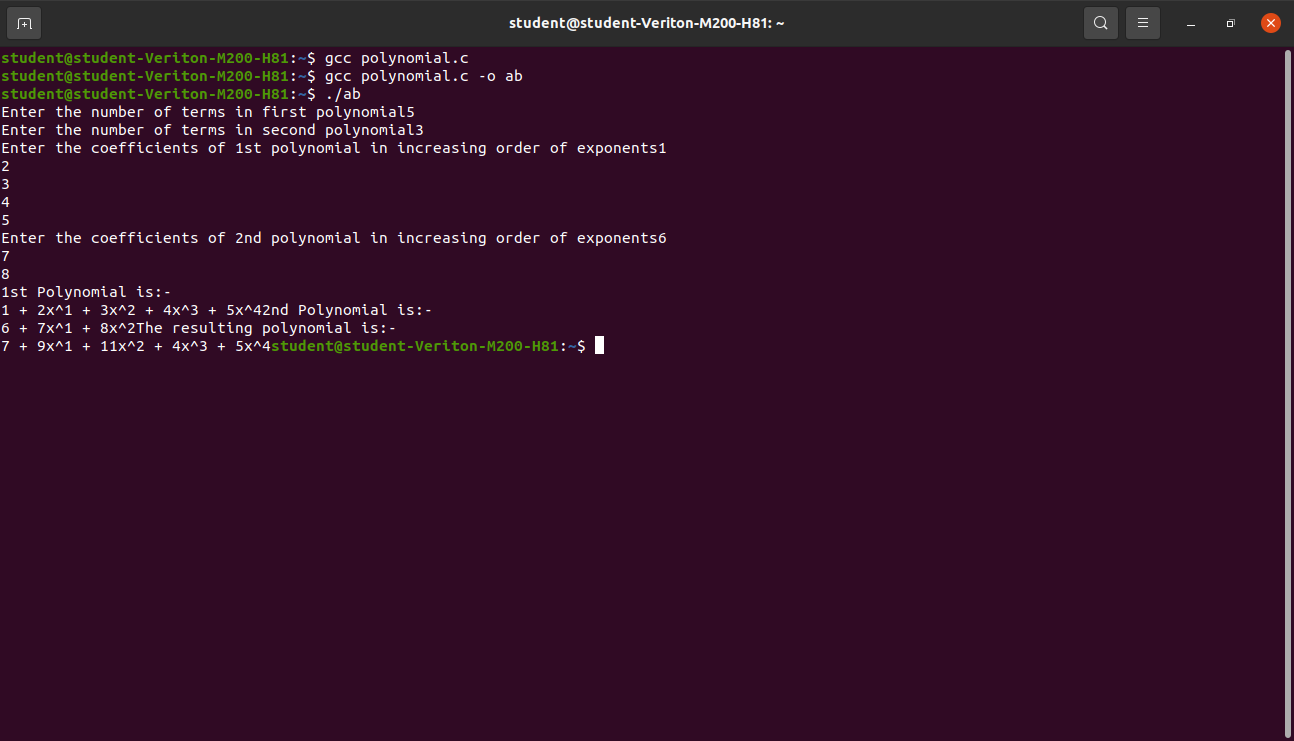 student@student-Veriton-M200-H81: ~
student@student-Veriton-M200-H81:~$ gcc polynomial.c
student@student-Veriton-M200-H81:~$ gcc polynomial.c -o ab
student@student-Veriton-M200-H81:~$ ./ab
Enter the number of terms in first polynomial5
Enter the number of terms in second polynomial3
Enter the coefficients of 1st polynomial in increasing order of exponents1
2
3
4
5
Enter the coefficients of 2nd polynomial in increasing order of exponents6
7
8
1st Polynomial is:-
1 + 2x^1 + 3x^2 + 4x^3 + 5x^42nd Polynomial is:-
6 + 7x^1 + 8x^2The resulting polynomial is:-
7 + 9x^1 + 11x^2 + 4x^3 + 5x^4student@student-Veriton-M200-H81:~$